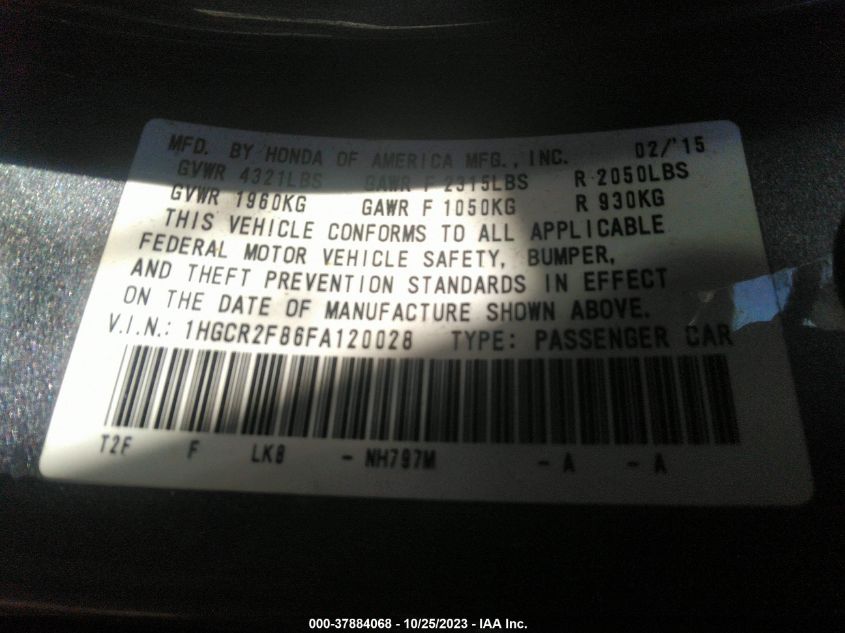 MFD. BY HONDA OF AMERICA MFG., INC. 02/'15
GVWR 4321LBS GAWR F 2315LBS R 2050LBS
GVWR 1960KG GAWR F 1050KG R 930KG
THIS VEHICLE CONFORMS TO ALL APPLICABLE
FEDERAL MOTOR VEHICLE SAFETY, BUMPER,
AND THEFT PREVENTION STANDARDS IN EFFECT
ON THE DATE OF MANUFACTURE SHOWN ABOVE.
V.I.N.: 1HGCR2F86FA120028 TYPE: PASSENGER CAR
T2F F LK8 - NH797M - A - A
000-37884068 - 10/25/2023 - IAA Inc.